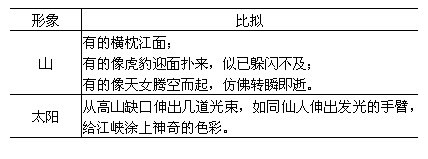 形象 比拟
有的横枕江面；
山 有的像虎豹迎面扑来，似已躲闪不及；
有的像天女腾空而起，仿佛转瞬即逝。
太阳 从高山缺口伸出几道光束，如同仙人伸出发光的手臂，
给江峡涂上神奇的色彩。